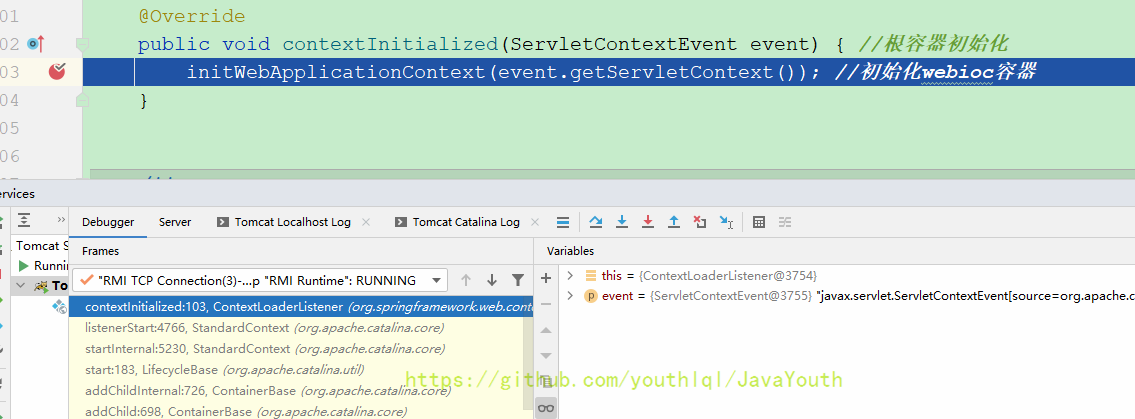 01 @Override
02 public void contextInitialized(ServletContextEvent event) { //根容器初始化
03 initWebApplicationContext(event.getServletContext()); //初始化webioc容器
04 }
05
06
ervices
Debugger Server Tomcat Localhost Log Tomcat Catalina Log
Tomcat S
Frames Variables
Runnin
"RMI TCP Connection(3)-...p "RMI Runtime": RUNNING
To
this = {ContextLoaderListener@3754}
event = {ServletContextEvent@3755} "javax.servlet.ServletContextEvent[source=org.apache.c
contextInitialized:103, ContextLoaderListener (org.springframework.web.conte
listenerStart:4766, StandardContext (org.apache.catalina.core)
startInternal:5230, StandardContext (org.apache.catalina.core)
start:183, LifecycleBase (org.apache.catalina.util)
addChildInternal:726, ContainerBase (org.apache.catalina.core)
addChild:698, ContainerBase (org.apache.catalina.core)
https://github.com/youthlql/JavaYouth